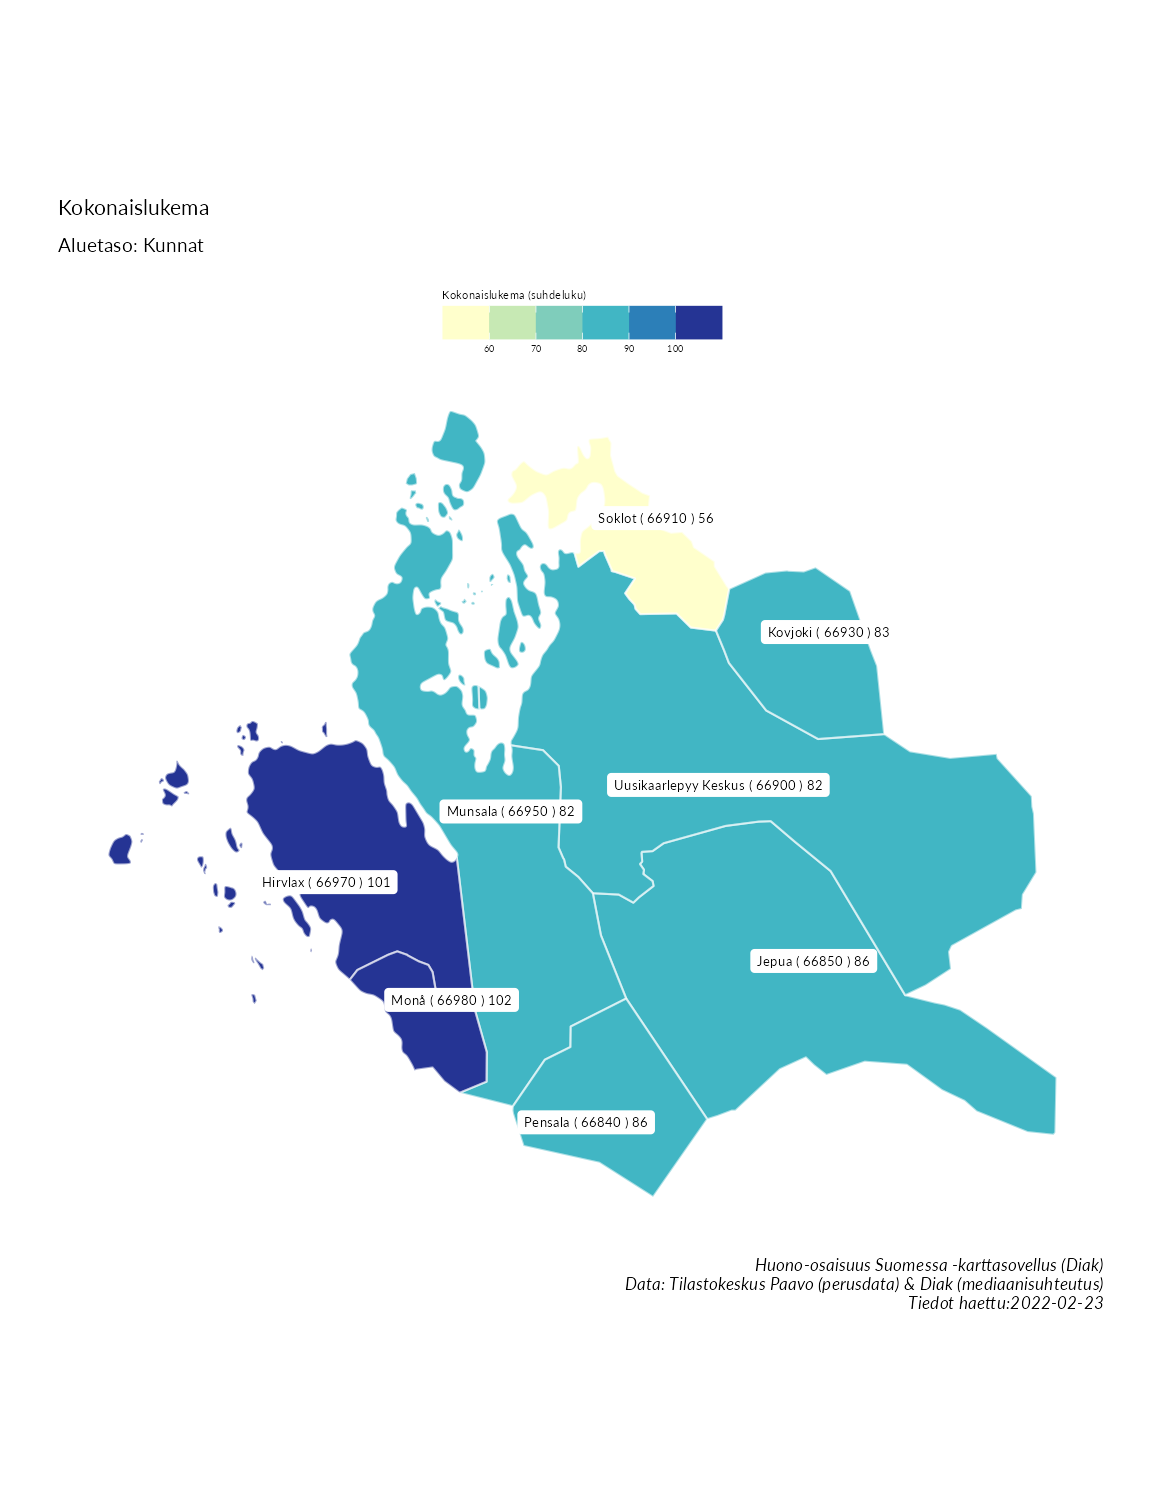 Kokonaislukema
Aluetaso: Kunnat
Kokonaislukema (suhdeluku)
60 70 80 90 100
Soklot ( 66910 ) 56
Kovjoki ( 66930 ) 83
Uusikaarlepyy Keskus ( 66900 ) 82
Munsala ( 66950 ) 82
Hirvlax ( 66970 ) 101
Jepua ( 66850 ) 86
Monå ( 66980 ) 102
Pensala ( 66840 ) 86
Huono-osaisuus Suomessa -karttasovellus (Diak)
Data: Tilastokeskus Paavo (perusdata) & Diak (mediaanisuhteutus)
Tiedot haettu:2022-02-23